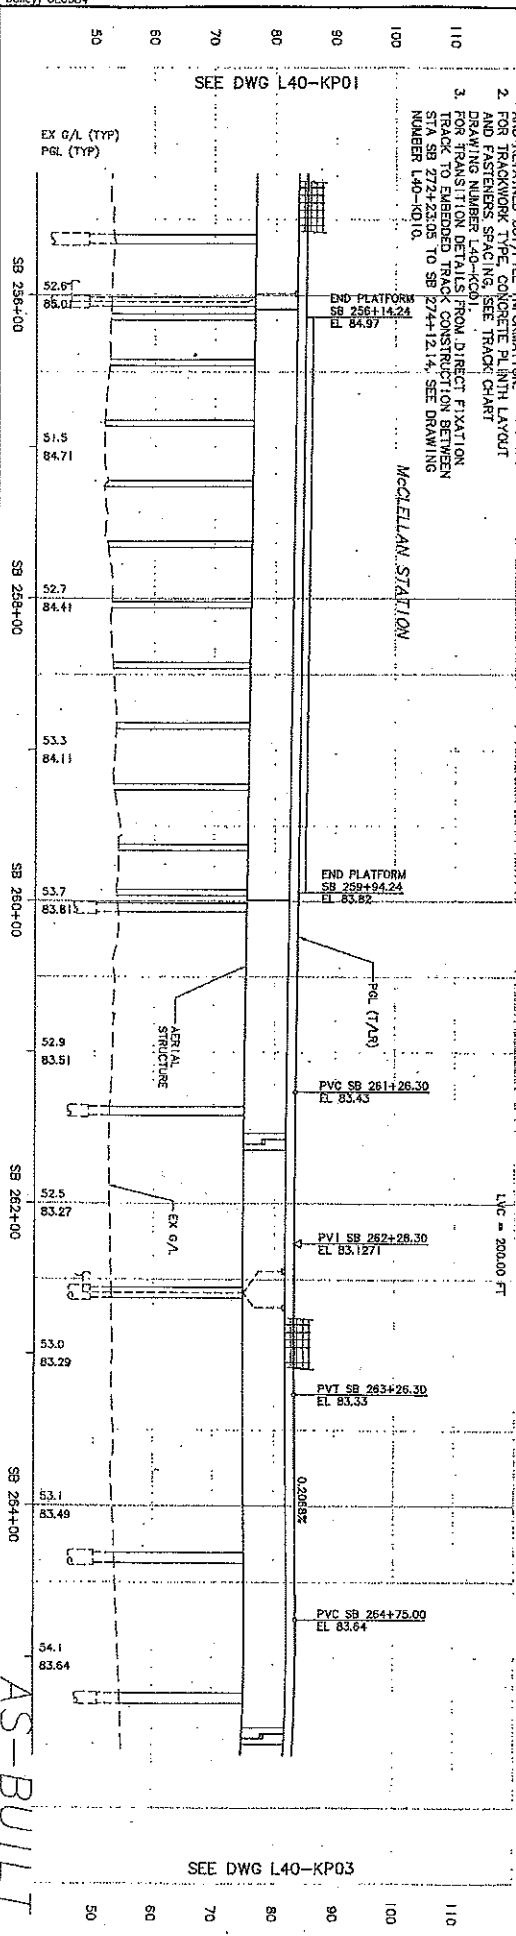 2. FOR TRACKWORK TYPE, CONCRETE PLINTH LAYOUT
AND FASTENERS SPACING, SEE TRACK CHART
DRAWING NUMBER L40-KC01.
3. FOR TRANSITION DETAILS FROM DIRECT FIXATION
TRACK TO EMBEDDED TRACK CONSTRUCTION BETWEEN
STA SB 272+23.05 TO SB 274+12.14, SEE DRAWING
NUMBER L40-KD10.
110
100
90
80
70
60
50
SEE DWG L40-KP01
EX G/L (TYP)
PGL (TYP)
McCLELLAN STATION
END PLATFORM
SB 256+14.24
EL 84.97
END PLATFORM
SB 259+94.24
EL 83.82
PGL (T/LR)
AERIAL
STRUCTURE
PVC SB 261+26.30
EL 83.43
LVC = 200.00 FT
PVI SB 262+26.30
EL 83.1271
EX G/L
PVT SB 263+26.30
EL 83.33
0.2058%
PVC SB 264+75.00
EL 83.64
52.6
85.01
51.5
84.71
52.7
84.41
53.3
84.11
53.7
83.81
52.9
83.51
52.5
83.27
53.0
83.29
53.1
83.49
54.1
83.64
SB 256+00
SB 258+00
SB 260+00
SB 262+00
SB 264+00
SEE DWG L40-KP03
110
100
90
80
70
60
50
AS-BUILT